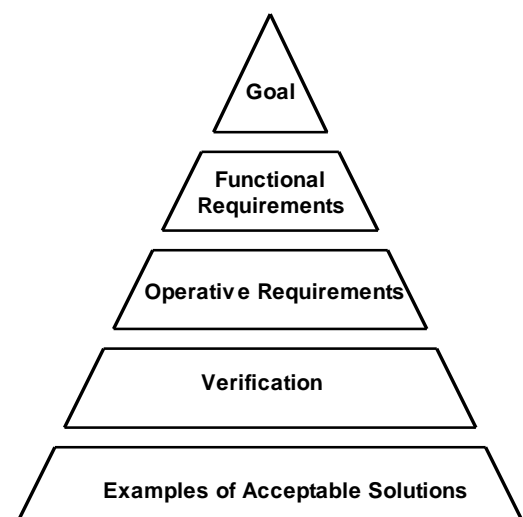 Goal
Functional
Requirements
Operative Requirements
Verification
Examples of Acceptable Solutions